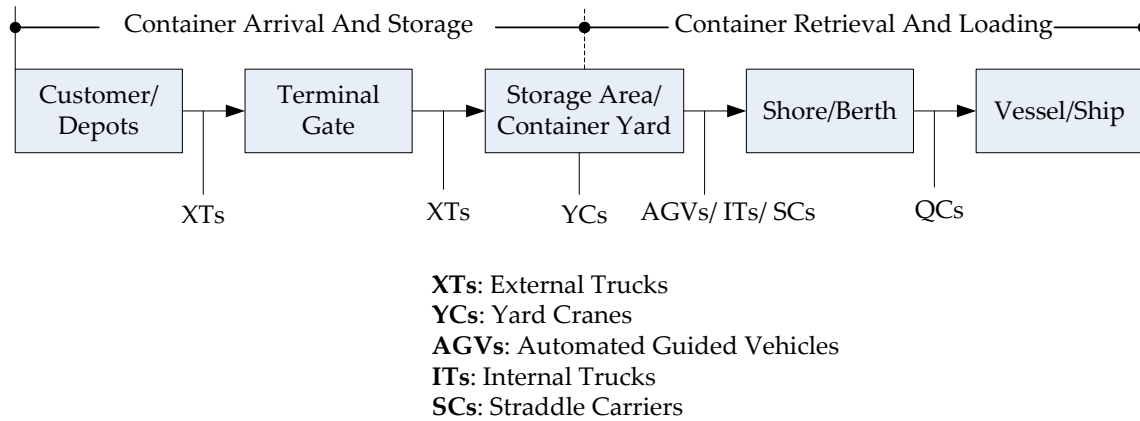 Container Arrival And Storage
Container Retrieval And Loading
Customer/
Depots
Terminal
Gate
Storage Area/
Container Yard
Shore/Berth
Vessel/Ship
XTs
XTs
YCs
AGVs/ ITs/ SCs
QCs
XTs: External Trucks
YCs: Yard Cranes
AGVs: Automated Guided Vehicles
ITs: Internal Trucks
SCs: Straddle Carriers